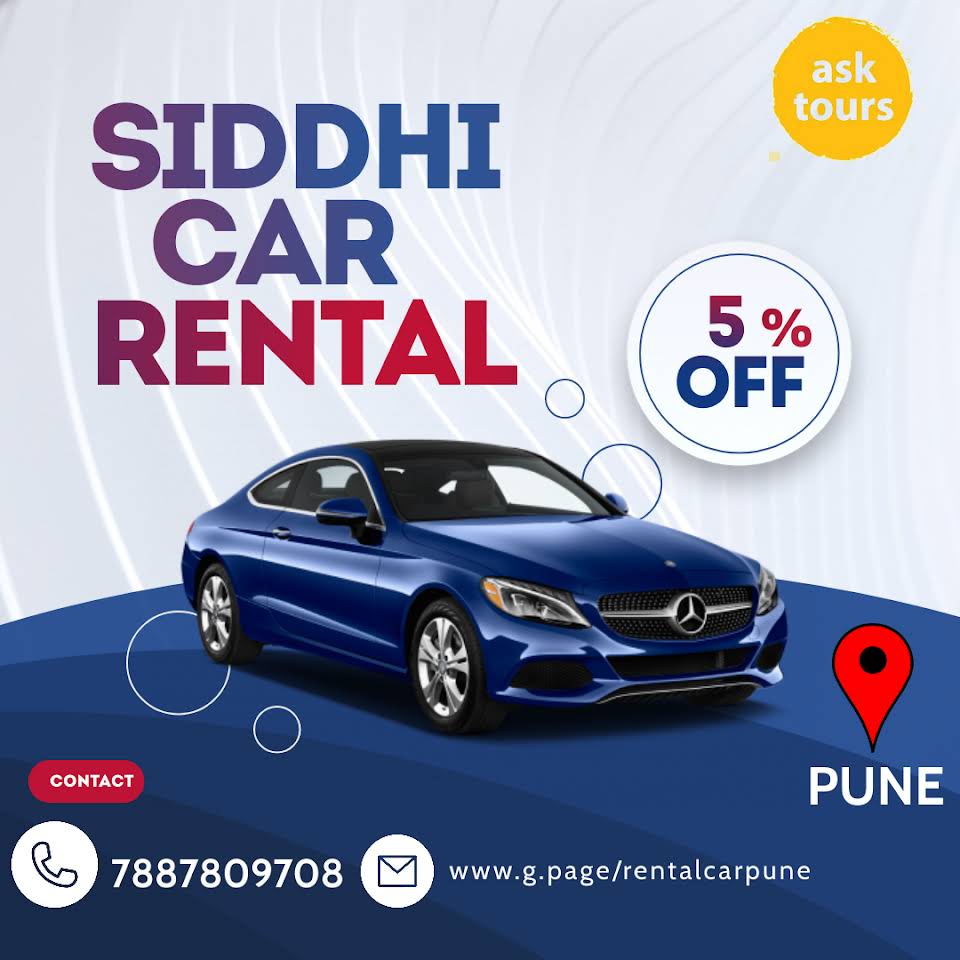 ask
tours
SIDDHI
CAR
RENTAL
5 %
OFF
PUNE
CONTACT
7887809708
www.g.page/rentalcarpune